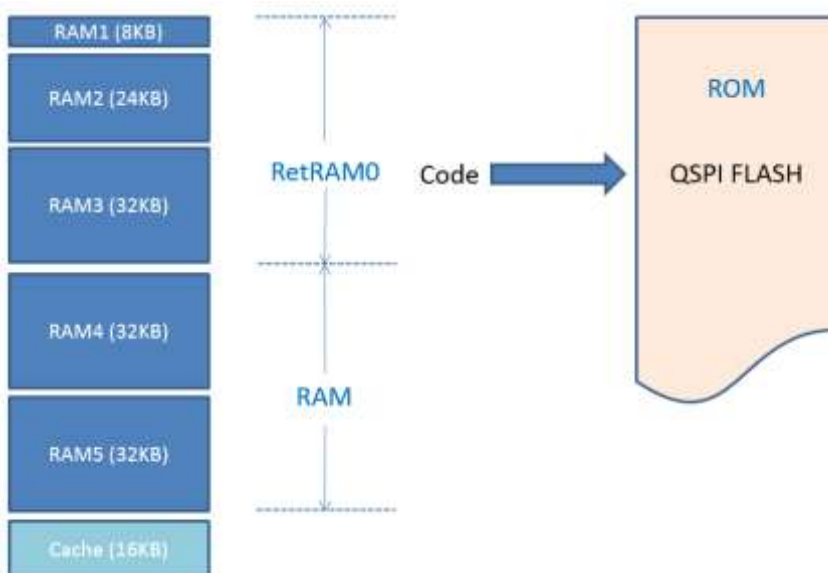 RAM1 (8KB)
RAM2 (24KB)
RAM3 (32KB)
RAM4 (32KB)
RAM5 (32KB)
Cache (16KB)
RetRAM0
RAM
Code
ROM
QSPI FLASH